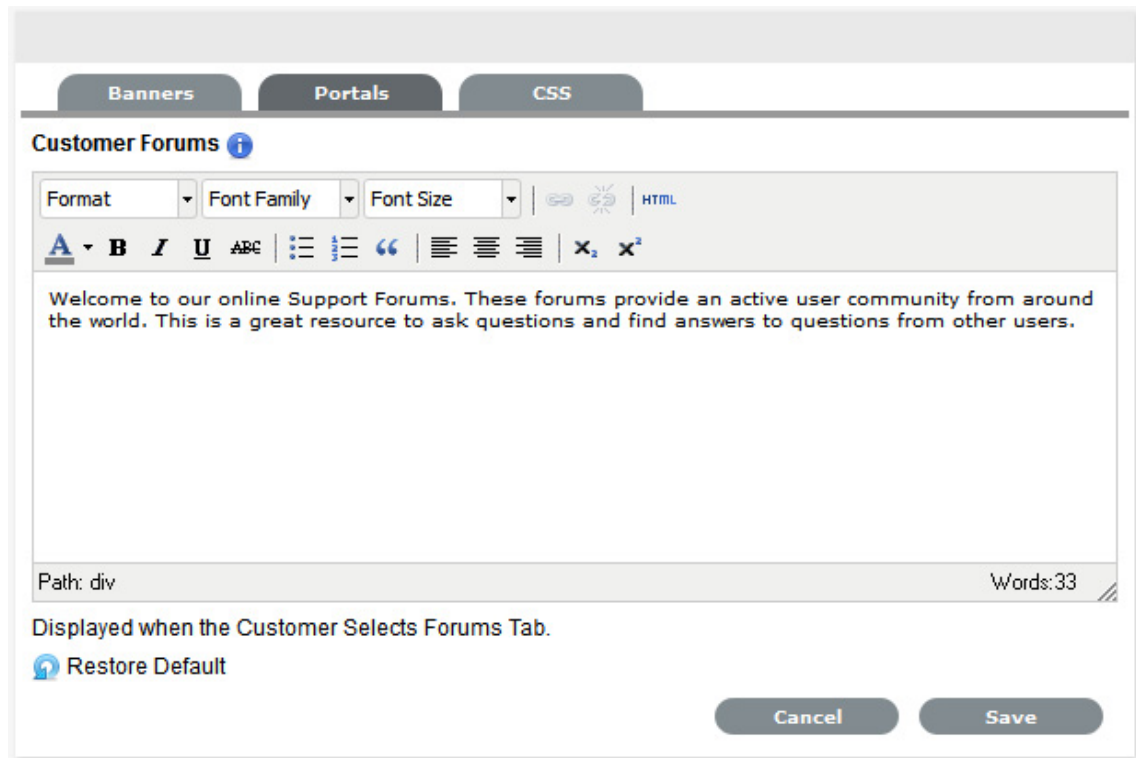 Banners Portals CSS
Customer Forums
Format Font Family Font Size HTML
A B I U ABC X₂ X²
Welcome to our online Support Forums. These forums provide an active user community from around
the world. This is a great resource to ask questions and find answers to questions from other users.
Path: div Words:33
Displayed when the Customer Selects Forums Tab.
Restore Default
Cancel Save